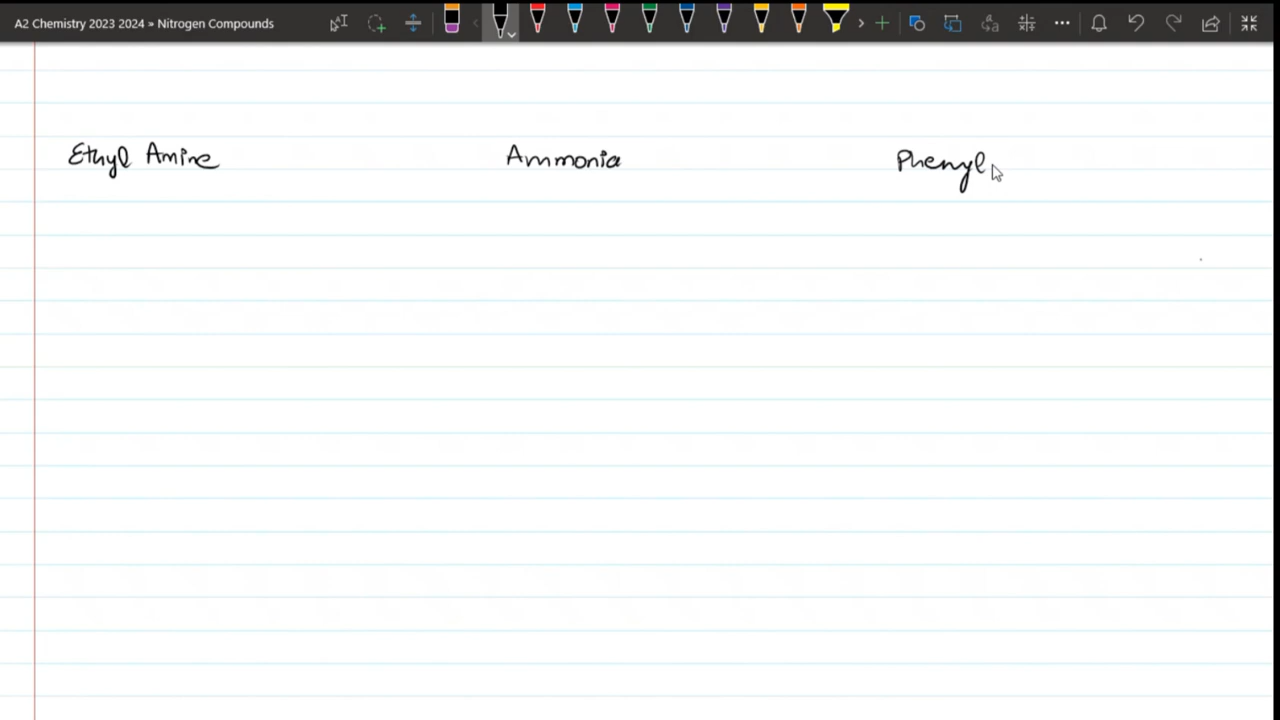 A2 Chemistry 2023 2024 » Nitrogen Compounds
Ethyl Amine Ammonia Phenyl